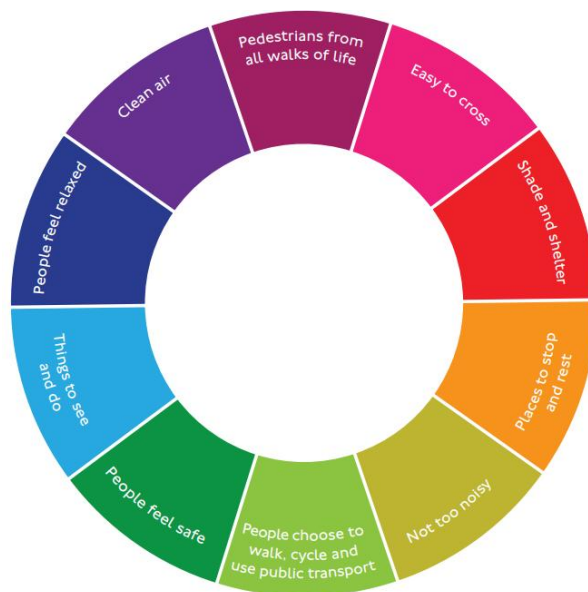 Pedestrians from
all walks of life
Easy to cross
Shade and shelter
Places to stop
and rest
Not too noisy
People choose to
walk, cycle and
use public transport
People feel safe
Things to see
and do
People feel relaxed
Clean air